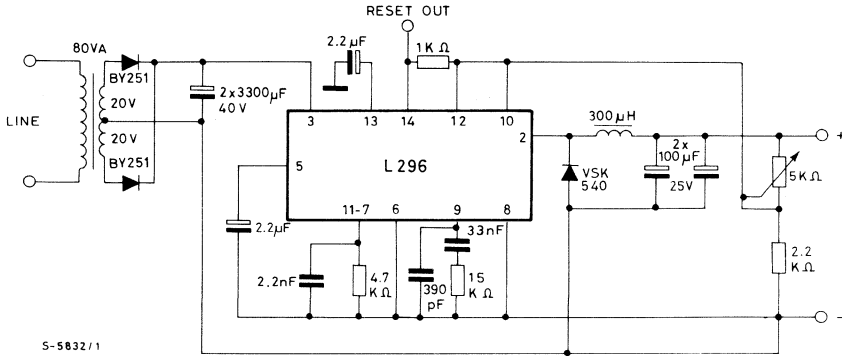 RESET OUT
80VA
2.2µF
1KΩ
BY251
2x3300µF
40V
20V
LINE
20V
BY251
3
13
14
12
10
2
300µH
+
5
L296
VSK
540
2x
100µF
25V
5KΩ
11-7
6
9
8
2.2µF
33nF
2.2nF
4.7
KΩ
390
pF
15
KΩ
2.2
KΩ
-
S-5832/1